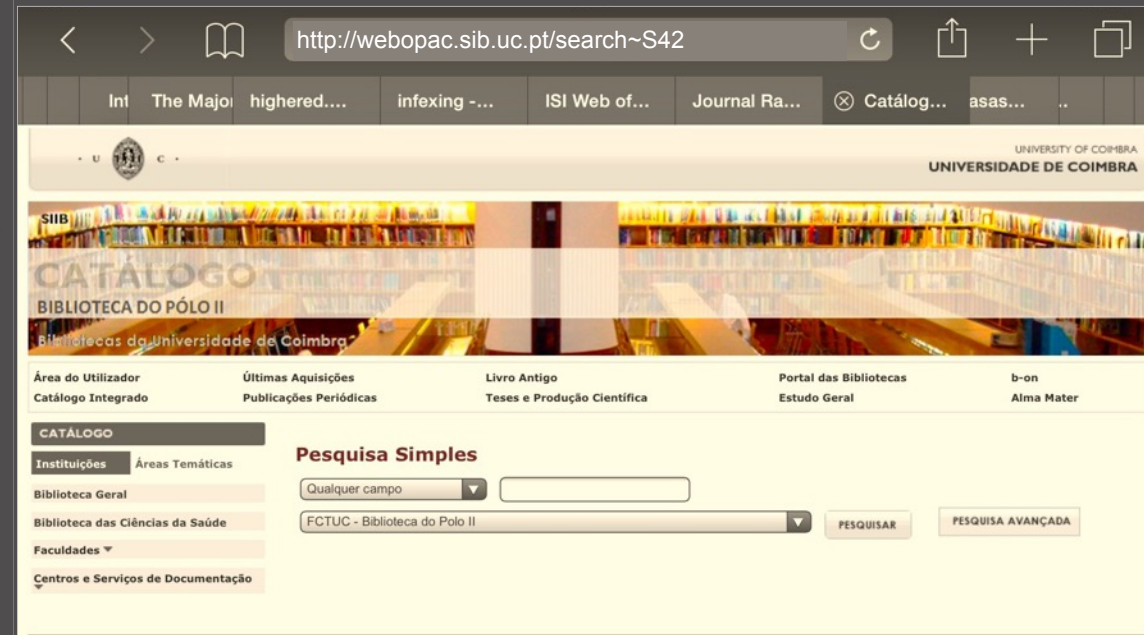 http://webopac.sib.uc.pt/search~S42
Int The Major highered.... infexing -... ISI Web of... Journal Ra... Catálog... asas... ..
· U C ·
UNIVERSITY OF COIMBRA
UNIVERSIDADE DE COIMBRA
SIIB
CATÁLOGO
BIBLIOTECA DO PÓLO II
Bibliotecas da Universidade de Coimbra
Área do Utilizador Últimas Aquisições Livro Antigo Portal das Bibliotecas b-on
Catálogo Integrado Publicações Periódicas Teses e Produção Científica Estudo Geral Alma Mater
CATÁLOGO
Instituições Áreas Temáticas
Biblioteca Geral
Biblioteca das Ciências da Saúde
Faculdades
Centros e Serviços de Documentação
Pesquisa Simples
Qualquer campo
FCTUC - Biblioteca do Polo II PESQUISAR PESQUISA AVANÇADA